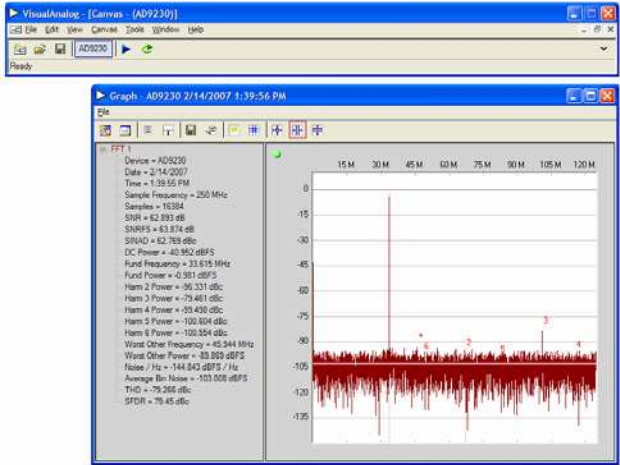 VisualAnalog - [Canvas - (AD9230)]
File Edit View Canvas Tools Window Help
AD9230
Ready
Graph - AD9230 2/14/2007 1:39:56 PM
File
FFT 1
Device = AD9230
Date = 2/14/2007
Time = 1:39:55 PM
Sample Frequency = 250 MHz
Samples = 16384
SNR = 62.893 dB
SNRFS = 63.874 dB
SINAD = 62.769 dBc
DC Power = -40.952 dBFS
Fund Frequency = 33.615 MHz
Fund Power = -0.981 dBFS
Harm 2 Power = -96.331 dBc
Harm 3 Power = -79.461 dBc
Harm 4 Power = -99.498 dBc
Harm 5 Power = -100.604 dBc
Harm 6 Power = -100.554 dBc
Worst Other Frequency = 45.944 MHz
Worst Other Power = -89.869 dBFS
Noise / Hz = -144.843 dBFS / Hz
Average Bin Noise = -103.008 dBFS
THD = -79.266 dBc
SFDR = 79.45 dBc
15 M 30 M 45 M 60 M 75 M 90 M 105 M 120 M
0
-15
-30
-45
-60
-75
-90
-105
-120
-135
3
+
6
2
5
4